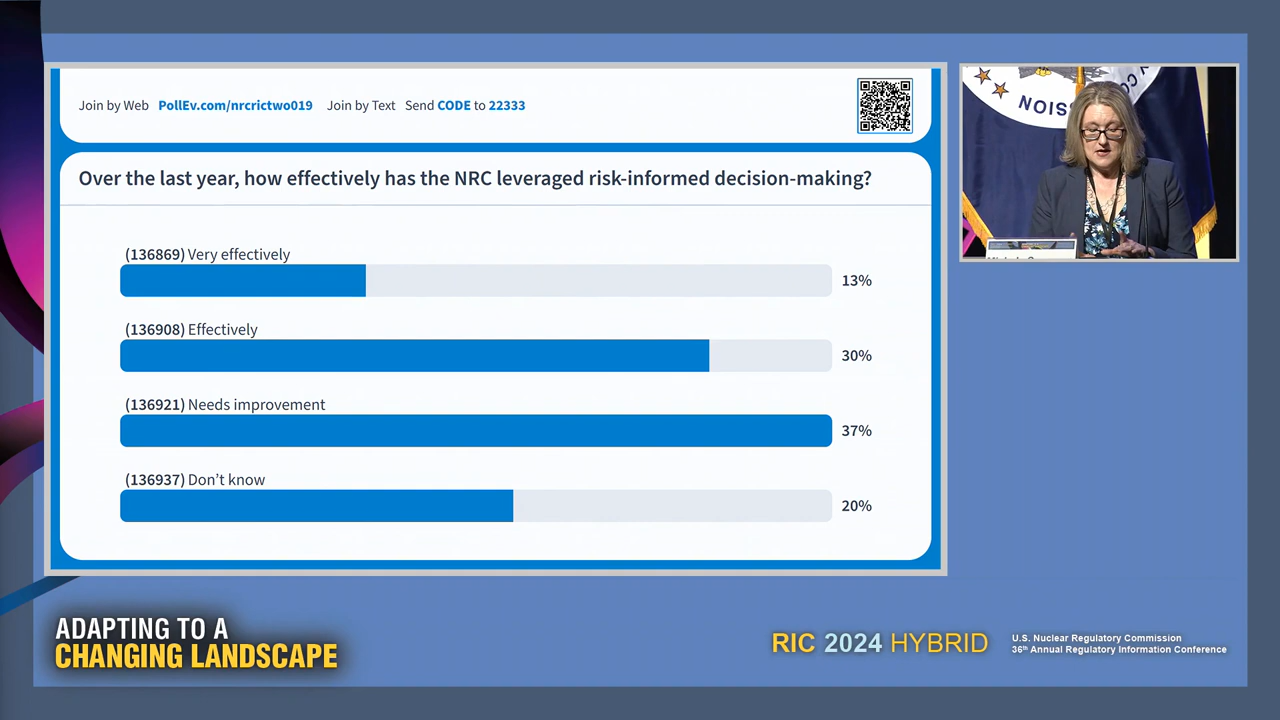 Join by Web PollEv.com/nrcrictwo019 Join by Text Send CODE to 22333
Over the last year, how effectively has the NRC leveraged risk-informed decision-making?
(136869) Very effectively
13%
(136908) Effectively
30%
(136921) Needs improvement
37%
(136937) Don't know
20%
ADAPTING TO A
CHANGING LANDSCAPE
RIC 2024 HYBRID
U.S. Nuclear Regulatory Commission
36th Annual Regulatory Information Conference